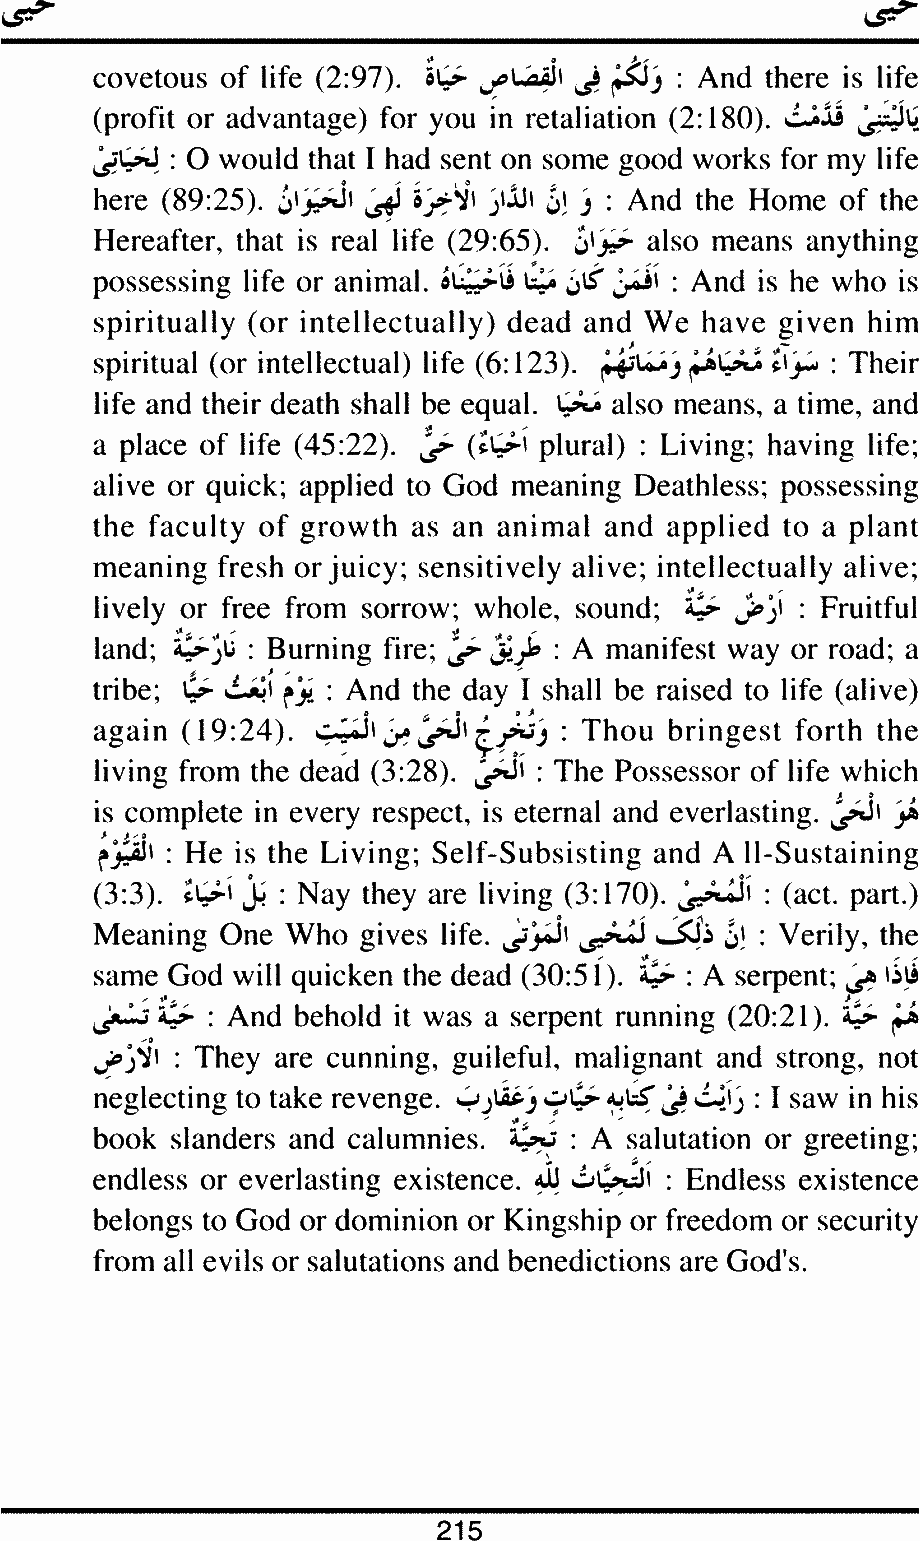 حيی حيی
covetous of life (2:97). وَلَكُمْ فِى الْقِصَاصِ حَيَاةٌ : And there is life
(profit or advantage) for you in retaliation (2:180). يَالَيْتَنِىْ قَدَّمْتُ
لِحَيَاتِىْ : O would that I had sent on some good works for my life
here (89:25). وَ اِنَّ الدَّارَ الْاٰخِرَةَ لَهِىَ الْحَيَوَانُ : And the Home of the
Hereafter, that is real life (29:65). حَيَوَانٌ also means anything
possessing life or animal. اَفَمَنْ كَانَ مَيْتًا فَاَحْيَيْنَاهُ : And is he who is
spiritually (or intellectually) dead and We have given him
spiritual (or intellectual) life (6:123). سَوَآءً مَّحْيَاهُمْ وَمَمَاتُهُمْ : Their
life and their death shall be equal. مَحْيَا also means, a time, and
a place of life (45:22). حَىٌّ (اَحْيَاءٌ plural) : Living; having life;
alive or quick; applied to God meaning Deathless; possessing
the faculty of growth as an animal and applied to a plant
meaning fresh or juicy; sensitively alive; intellectually alive;
lively or free from sorrow; whole, sound; اَرْضٌ حَيَّةٌ : Fruitful
land; نَارٌحَيَّةٌ : Burning fire; طَرِيْقٌ حَىٌّ : A manifest way or road; a
tribe; يَوْمَ اُبْعَثُ حَيًّا : And the day I shall be raised to life (alive)
again (19:24). وَتُخْرِجُ الْحَىَّ مِنَ الْمَيِّتِ : Thou bringest forth the
living from the dead (3:28). اَلْحَىُّ : The Possessor of life which
is complete in every respect, is eternal and everlasting. هُوَ الْحَىُّ
الْقَيُّوْمُ : He is the Living; Self-Subsisting and A ll-Sustaining
(3:3). بَلْ اَحْيَاءٌ : Nay they are living (3:170). اَلْمُحْيِىْ : (act. part.)
Meaning One Who gives life. اِنَّ ذٰلِكَ لَمُحْيِى الْمَوْتٰى : Verily, the
same God will quicken the dead (30:51). حَيَّةٌ : A serpent; فَاِذَا هِىَ
حَيَّةٌ تَسْعٰى : And behold it was a serpent running (20:21). هُمْ حَيَّةُ
الْاَرْضِ : They are cunning, guileful, malignant and strong, not
neglecting to take revenge. رَاَيْتُ فِىْ كِتَابِهٖ حَيَّاتٍ وَعَقَارِبَ : I saw in his
book slanders and calumnies. تَحِيَّةٌ : A salutation or greeting;
endless or everlasting existence. اَلتَّحِيَّاتُ لِلّٰهِ : Endless existence
belongs to God or dominion or Kingship or freedom or security
from all evils or salutations and benedictions are God's.
215